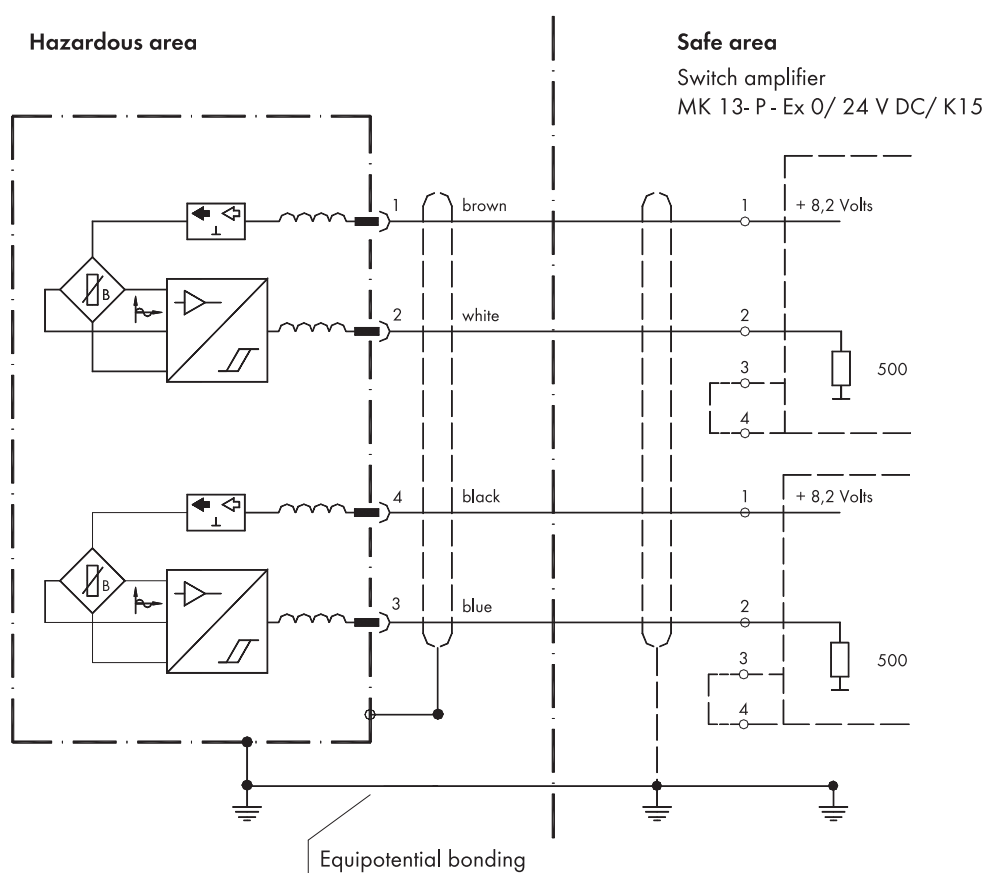 Hazardous area
Safe area
Switch amplifier
MK 13- P - Ex 0/ 24 V DC/ K15
1
brown
1
+ 8,2 Volts
B
2
white
2
500
3
4
4
black
1
+ 8,2 Volts
B
3
blue
2
500
3
4
Equipotential bonding